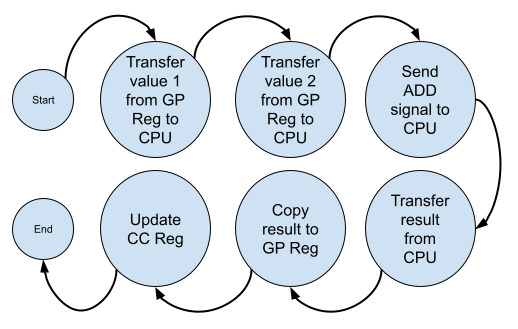 Start
Transfer
value 1
from GP
Reg to
CPU
Transfer
value 2
from GP
Reg to
CPU
Send
ADD
signal to
CPU
Transfer
result
from
CPU
Copy
result to
GP Reg
Update
CC Reg
End